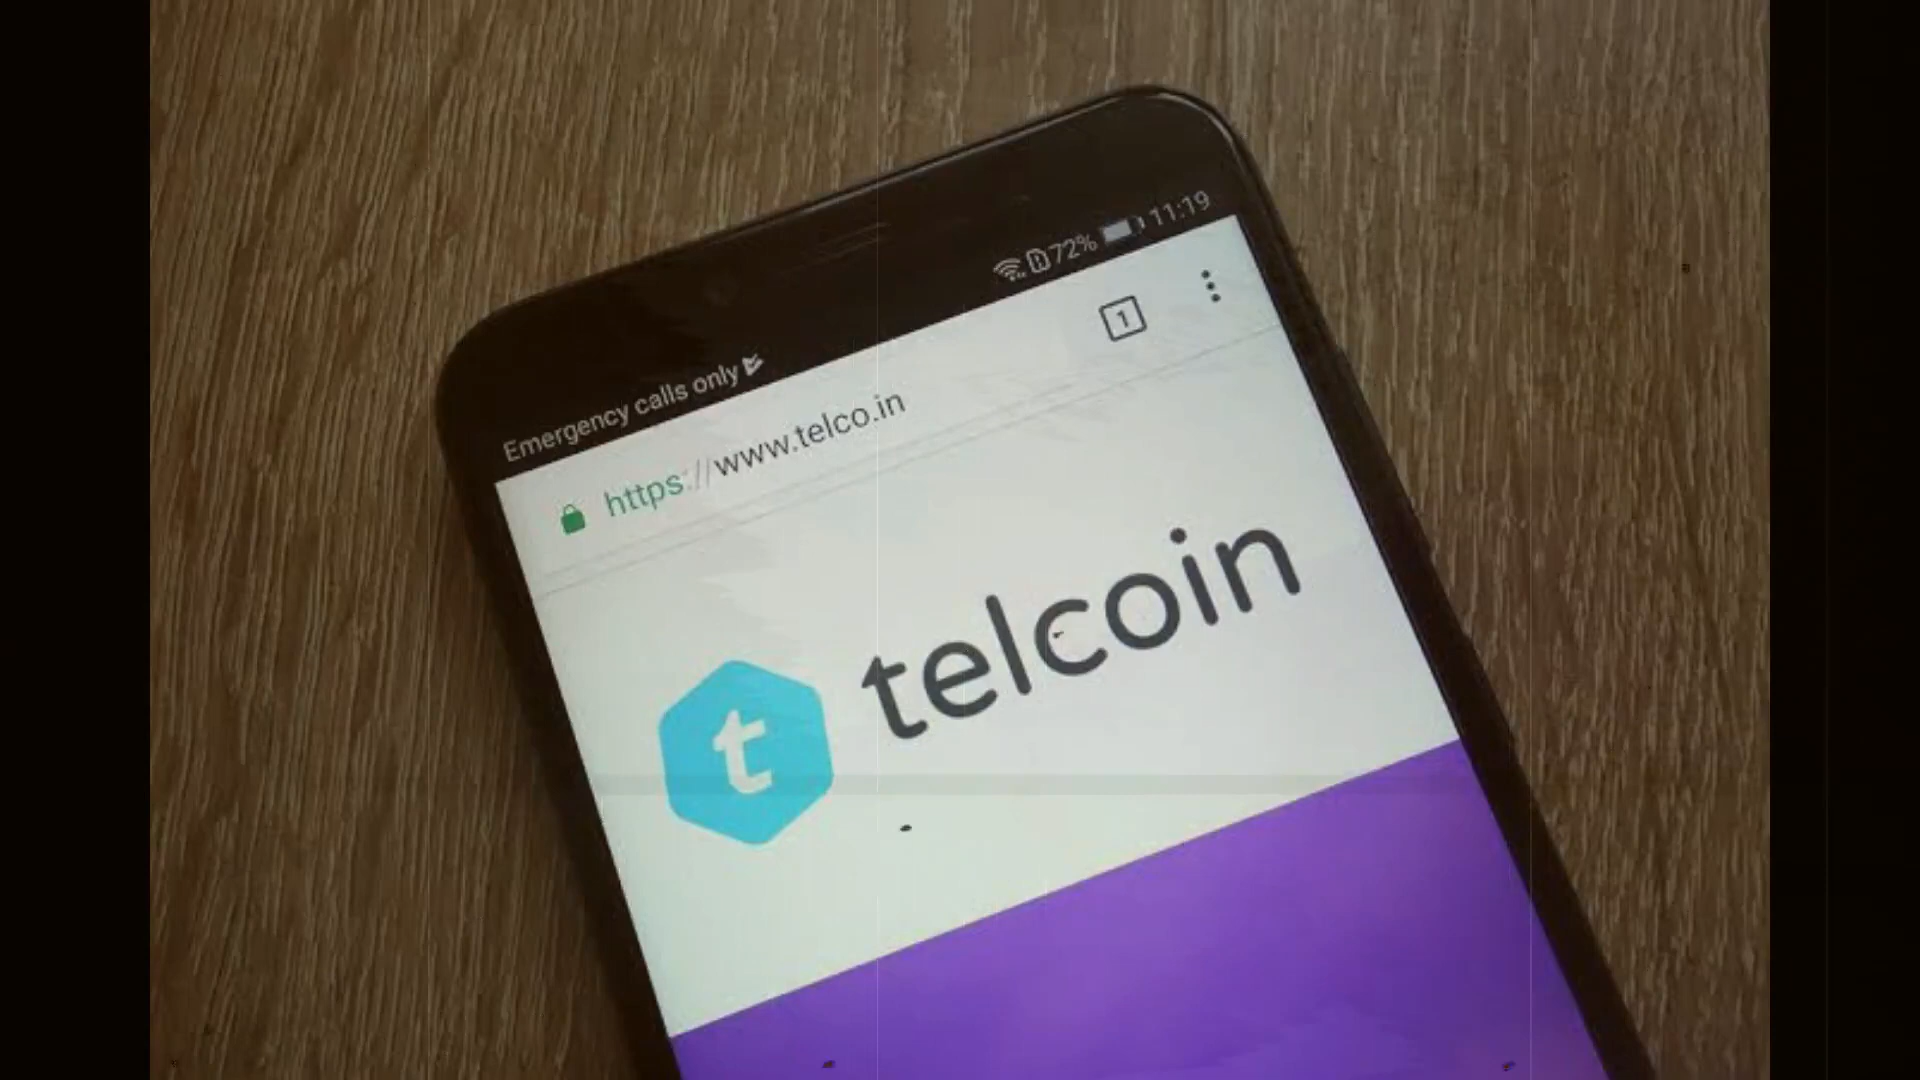 72% 11:19
Emergency calls only
1
https://www.telco.in
t telcoin